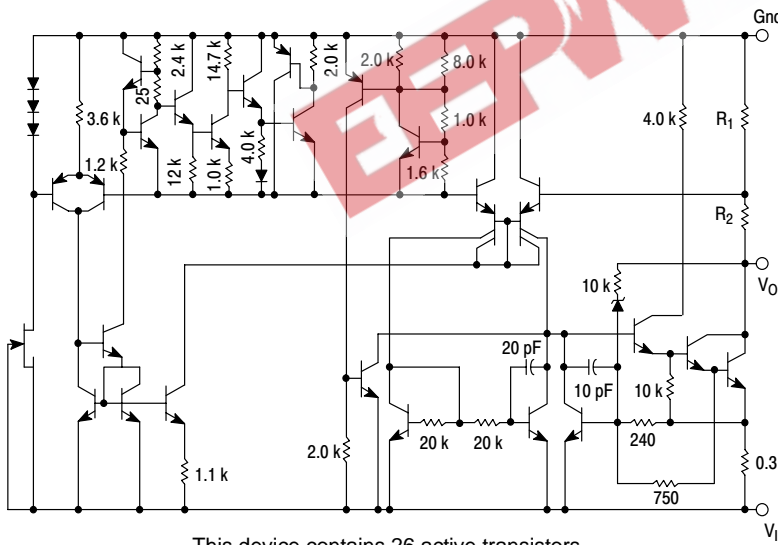 Gnd
2.4 k
14.7 k
2.0 k
2.0 k
8.0 k
25
3.6 k
4.0 k
1.0 k
4.0 k
R1
1.2 k
12 k
1.0 k
1.6 k
R2
10 k
VO
20 pF
10 pF
10 k
20 k
20 k
240
2.0 k
1.1 k
0.3
750
VI
This device contains 26 active transistors
EEPW